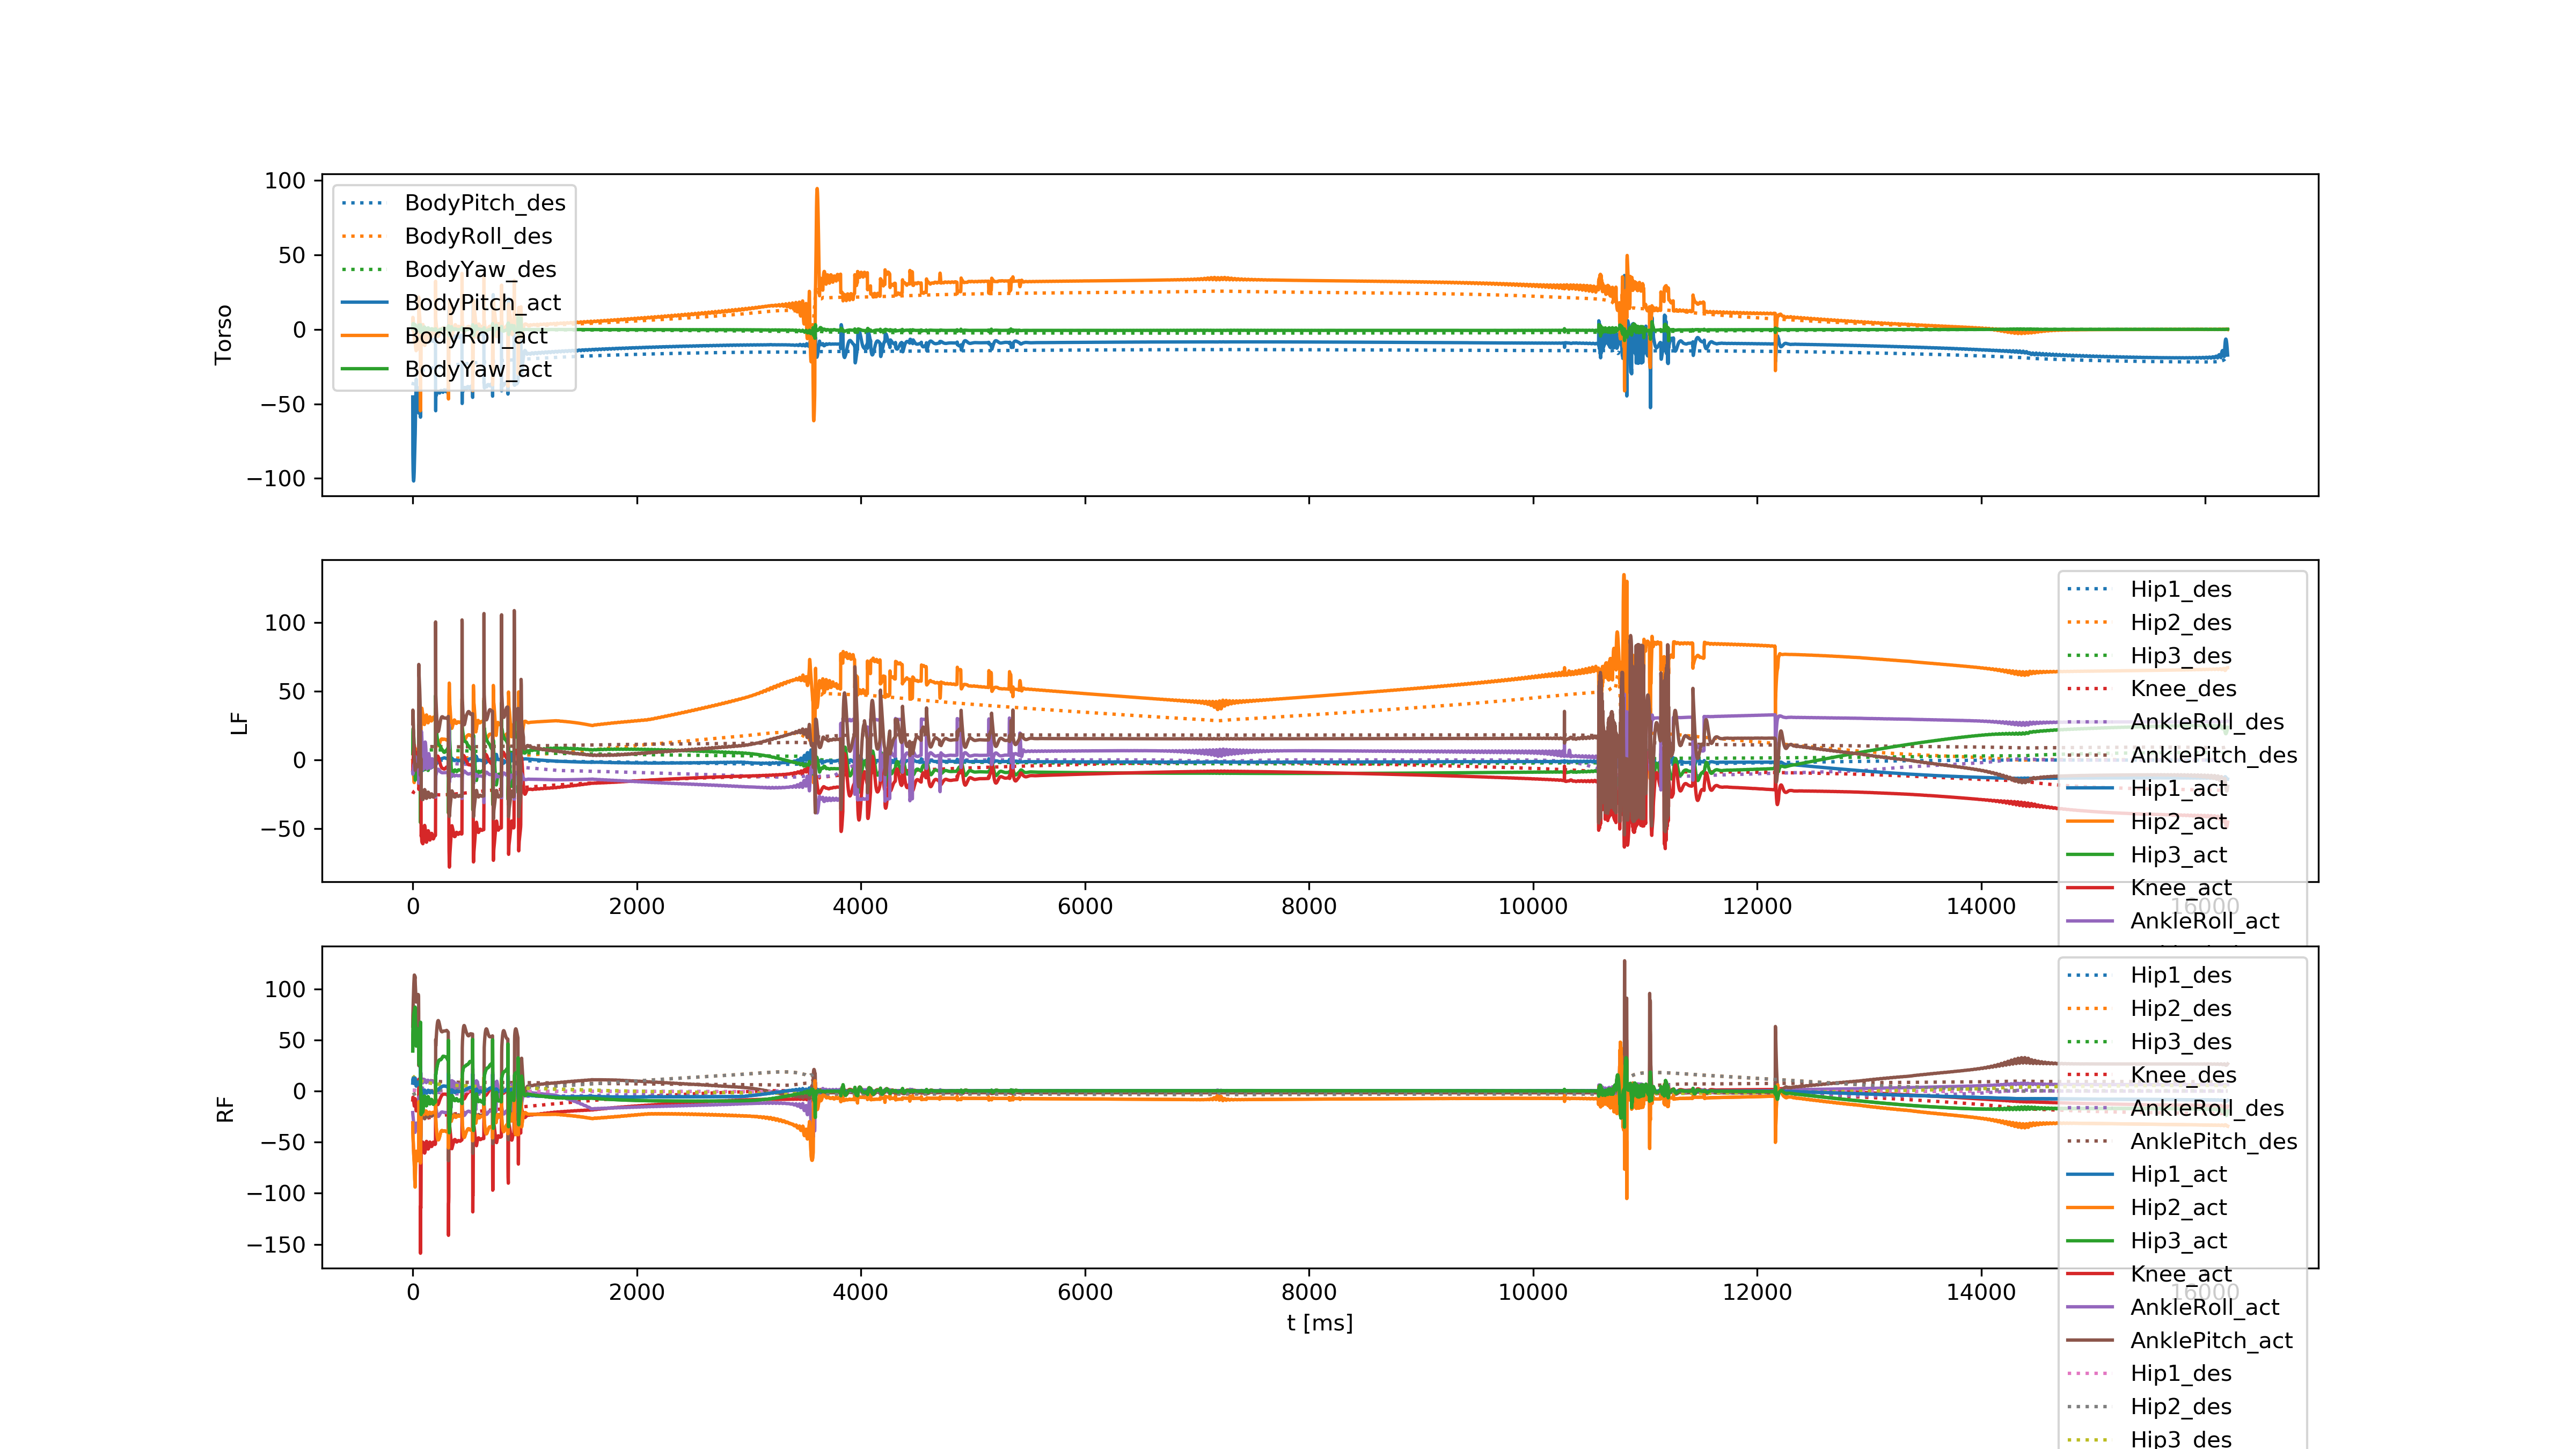 100
50
0
−50
−100
Torso
BodyPitch_des
BodyRoll_des
BodyYaw_des
BodyPitch_act
BodyRoll_act
BodyYaw_act
100
50
0
−50
LF
Hip1_des
Hip2_des
Hip3_des
Knee_des
AnkleRoll_des
AnklePitch_des
Hip1_act
Hip2_act
Hip3_act
Knee_act
AnkleRoll_act
0 2000 4000 6000 8000 10000 12000 14000 16000
100
50
0
−50
−100
−150
RF
Hip1_des
Hip2_des
Hip3_des
Knee_des
AnkleRoll_des
AnklePitch_des
Hip1_act
Hip2_act
Hip3_act
Knee_act
AnkleRoll_act
AnklePitch_act
Hip1_des
Hip2_des
Hip3_des
0 2000 4000 6000 8000 10000 12000 14000 16000
t [ms]